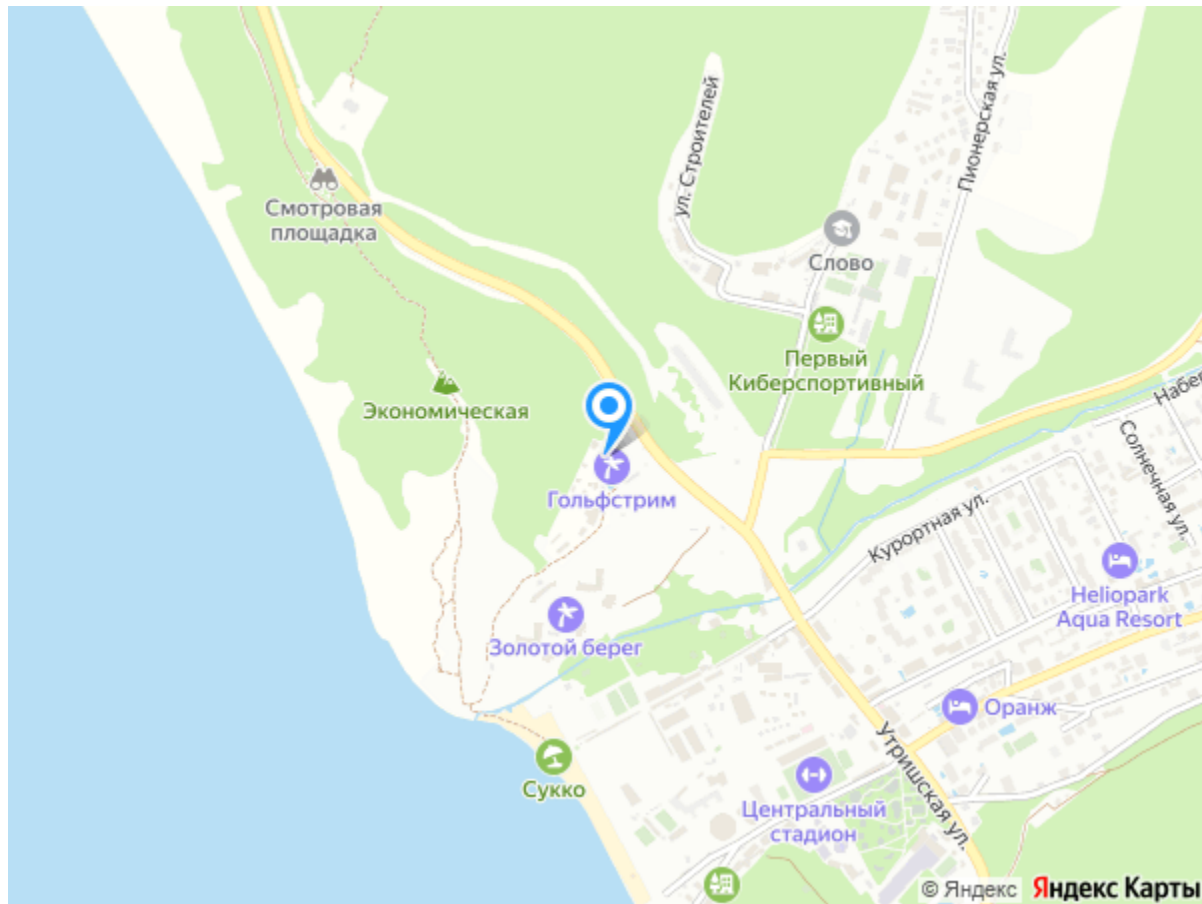 Пионерская ул.
ул. Строителей
Смотровая
площадка
Слово
Первый
Киберспортивный
Экономическая
Гольфстрим
Набе
Солнечная ул.
Курортная ул.
Heliopark
Aqua Resort
Золотой берег
Оранж
Утришская ул.
Сукко
Центральный
стадион
© Яндекс Яндекс Карты